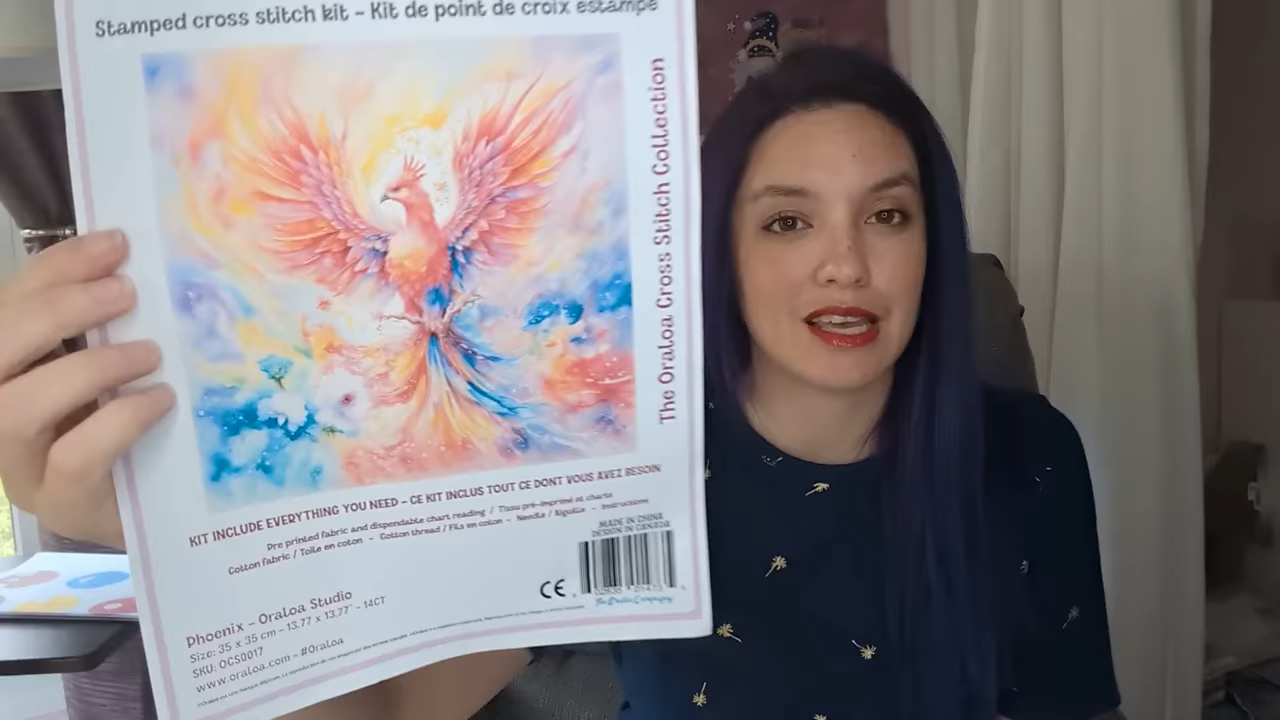 Stamped cross stitch kit - Kit de point de croix estampé
The Oraloa Cross Stitch Collection
KIT INCLUDE EVERYTHING YOU NEED - CE KIT INCLUS TOUT CE DONT VOUS AVEZ BESOIN
Pre printed fabric and dispendable chart reading / Tissu pré-imprimé et charte
Cotton fabric / Toile en coton - Cotton thread / Fils en coton - Needle / Aiguille - Instructions
MADE IN CHINA
DESIGN IN CANADA
CE.
Phoenix - Oraloa Studio
Size: 35 x 35 cm - 13.77 x 13.77" - 14CT
SKU: OCS0017
www.oraloa.com - #OraLoa